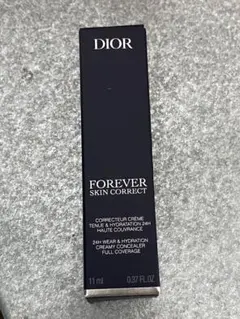 DIOR
FOREVER
SKIN CORRECT
CORRECTEUR CRÈME
TENUE & HYDRATATION 24H
HAUTE COUVRANCE
24H WEAR & HYDRATION
CREAMY CONCEALER
FULL COVERAGE
11 ml 0.37 FL. OZ